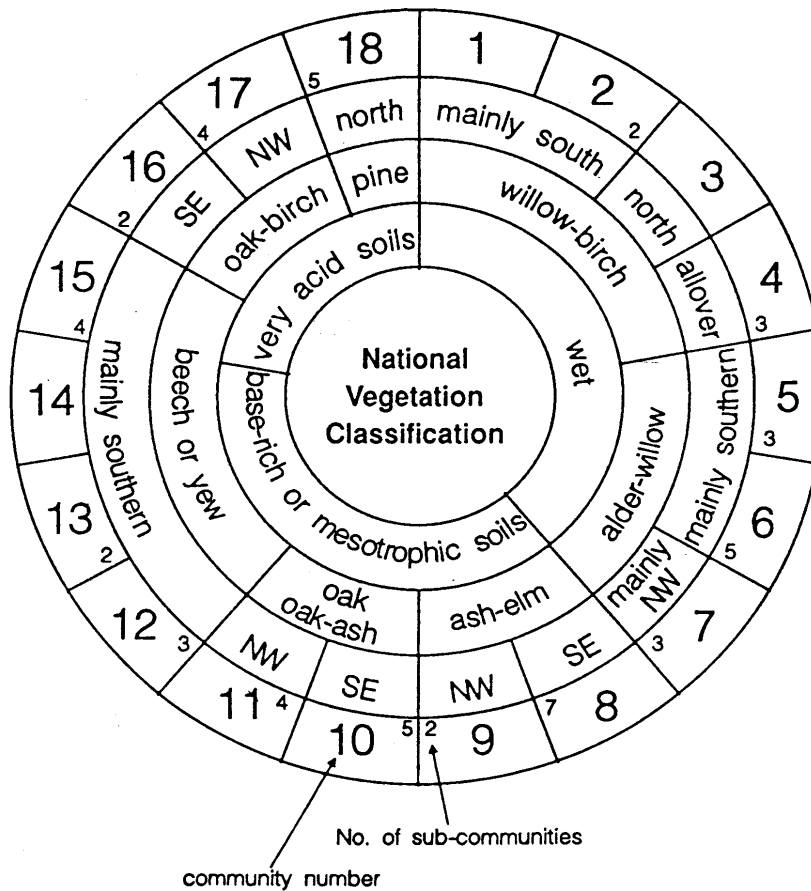 National
Vegetation
Classification
wet
base-rich or mesotrophic soils
very acid soils
willow-birch
alder-willow
ash-elm
oak
oak-ash
beech or yew
oak-birch
pine
mainly south
north
allover
mainly southern
mainly
NW
SE
NW
SE
NW
mainly southern
SE
NW
north
1
2
2
3
4
3
5
3
6
5
7
3
8
7
9
2
10
5
11
4
12
3
13
2
14
15
4
16
2
17
4
18
5
No. of sub-communities
community number